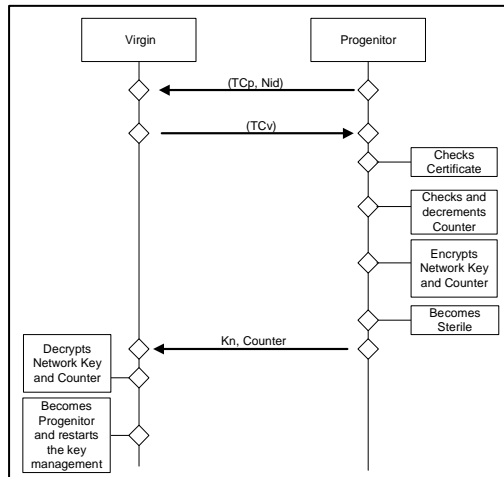 Virgin
Progenitor
(TCp, Nid)
(TCv)
Checks
Certificate
Checks and
decrements
Counter
Encrypts
Network Key
and Counter
Becomes
Sterile
Kn, Counter
Decrypts
Network Key
and Counter
Becomes
Progenitor
and restarts
the key
management